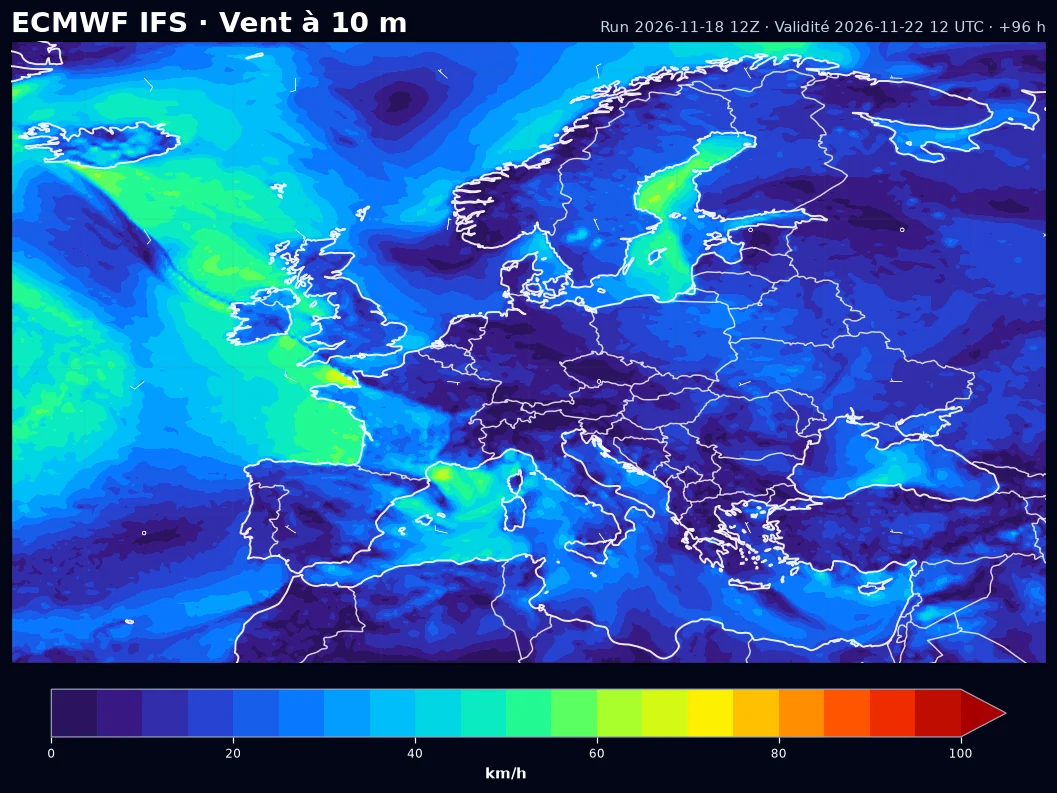 ECMWF IFS · Vent à 10 m
Run 2026-11-18 12Z · Validité 2026-11-22 12 UTC · +96 h
0 20 40 60 80 100
km/h